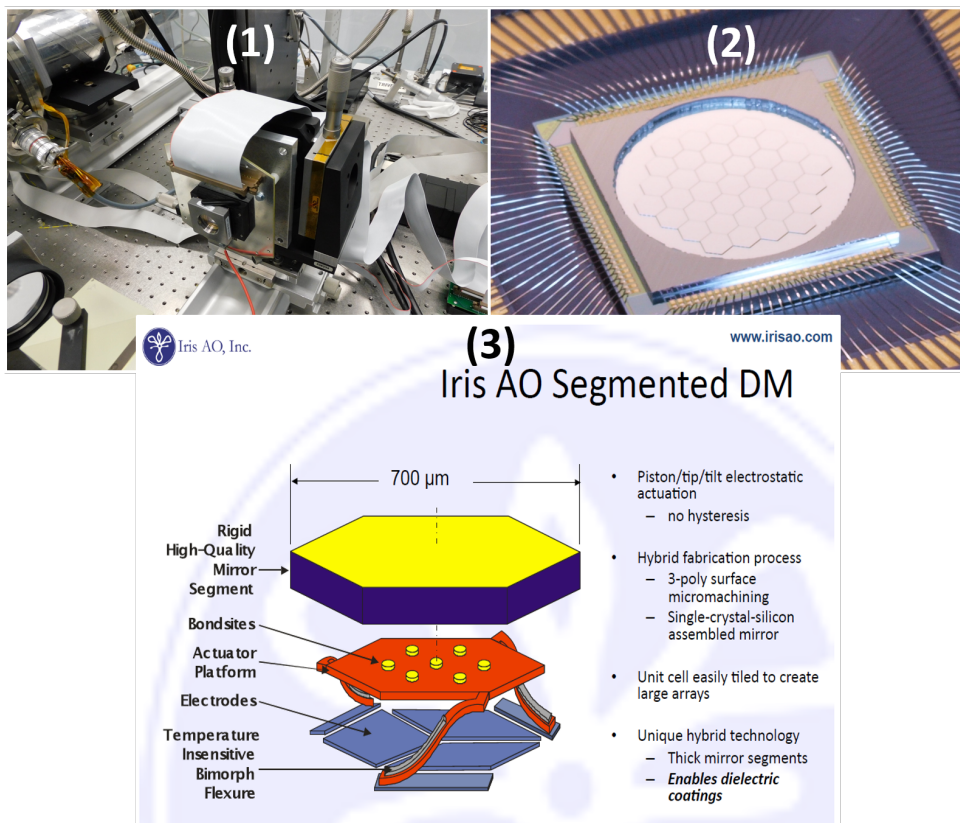 (1)
(2)
(3)
Iris AO, Inc.
www.irisao.com
Iris AO Segmented DM
700 µm
Rigid
High-Quality
Mirror
Segment
Bondsites
Actuator
Platform
Electrodes
Temperature
Insensitive
Bimorph
Flexure
• Piston/tip/tilt electrostatic
actuation
– no hysteresis
• Hybrid fabrication process
– 3-poly surface
micromachining
– Single-crystal-silicon
assembled mirror
• Unit cell easily tiled to create
large arrays
• Unique hybrid technology
– Thick mirror segments
– Enables dielectric
coatings